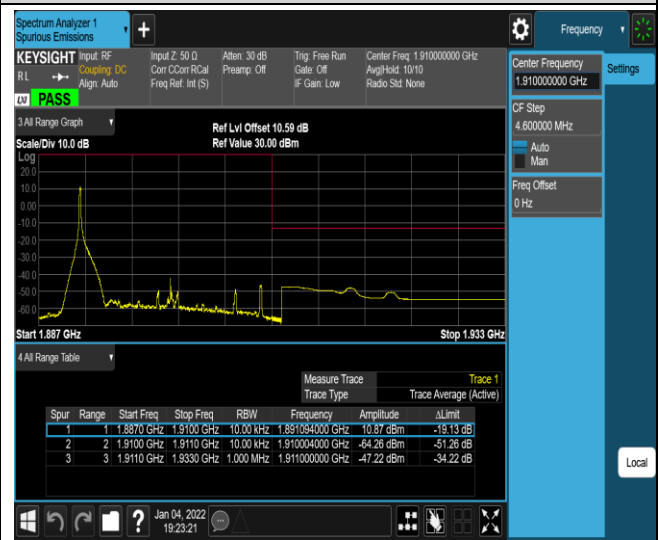 Spectrum Analyzer 1
Spurious Emissions
+
Frequency
KEYSIGHT Input: RF Input Z: 50 Ω Atten: 30 dB Trig: Free Run Center Freq: 1.910000000 GHz
RL Coupling: DC Corr CCorr RCal Preamp: Off Gate: Off Avg|Hold: 10/10
Align: Auto Freq Ref: Int (S) IF Gain: Low Radio Std: None
LXI PASS
3 All Range Graph
Ref Lvl Offset 10.59 dB
Scale/Div 10.0 dB Ref Value 30.00 dBm
Log
20.0
10.0
0.00
-10.0
-20.0
-30.0
-40.0
-50.0
-60.0
Start 1.887 GHz Stop 1.933 GHz
4 All Range Table
Measure Trace Trace 1
Trace Type Trace Average (Active)
Spur Range Start Freq Stop Freq RBW Frequency Amplitude ΔLimit
1 1 1.8870 GHz 1.9100 GHz 10.00 kHz 1.891094000 GHz 10.87 dBm -19.13 dB
2 2 1.9100 GHz 1.9110 GHz 10.00 kHz 1.910004000 GHz -64.26 dBm -51.26 dB
3 3 1.9110 GHz 1.9330 GHz 1.000 MHz 1.911000000 GHz -47.22 dBm -34.22 dB
Center Frequency
1.910000000 GHz
Settings
CF Step
4.600000 MHz
Auto
Man
Freq Offset
0 Hz
Local
? Jan 04, 2022
19:23:21